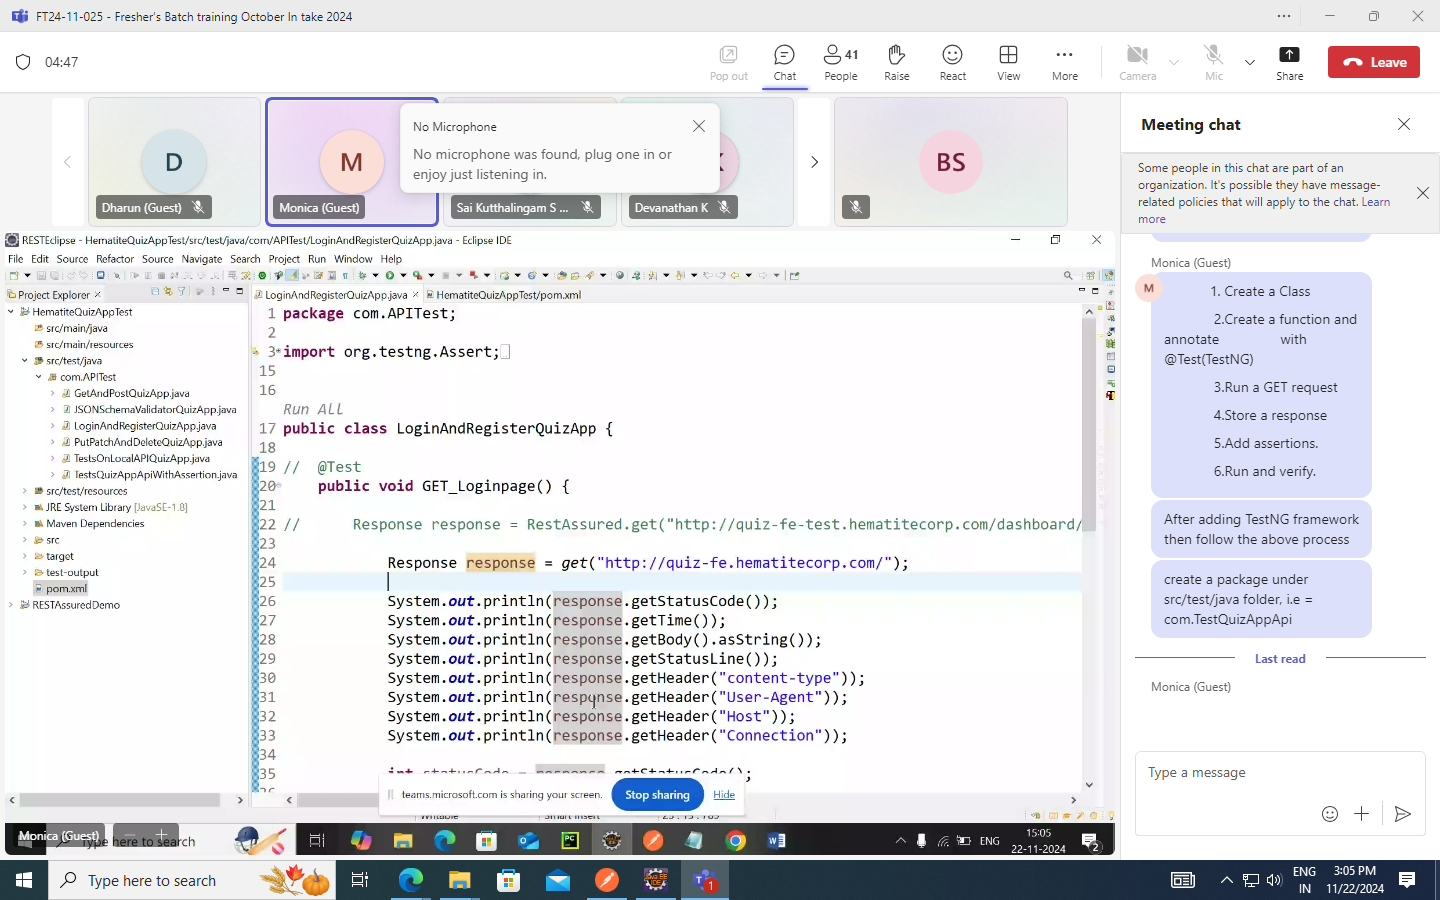 FT24-11-025 - Fresher's Batch training October In take 2024
04:47
Pop out
Chat
41
People
Raise
React
View
More
Camera
Mic
Share
Leave
D
Dharun (Guest)
M
Monica (Guest)
No Microphone
No microphone was found, plug one in or
enjoy just listening in.
Sai Kutthalingam S ...
Devanathan K
BS
Meeting chat
Some people in this chat are part of an
organization. It's possible they have message-
related policies that will apply to the chat. Learn
more
Monica (Guest)
M
1. Create a Class
2.Create a function and
annotate with
@Test(TestNG)
3.Run a GET request
4.Store a response
5.Add assertions.
6.Run and verify.
After adding TestNG framework
then follow the above process
create a package under
src/test/java folder, i.e =
com.TestQuizAppApi
Last read
Monica (Guest)
Type a message
RESTEclipse - HematiteQuizAppTest/src/test/java/com/APITest/LoginAndRegisterQuizApp.java - Eclipse IDE
File Edit Source Refactor Source Navigate Search Project Run Window Help
Project Explorer
HematiteQuizAppTest
src/main/java
src/main/resources
src/test/java
com.APITest
GetAndPostQuizApp.java
JSONSchemaValidatorQuizApp.java
LoginAndRegisterQuizApp.java
PutPatchAndDeleteQuizApp.java
TestsOnLocalAPIQuizApp.java
TestsQuizAppApiWithAssertion.java
src/test/resources
JRE System Library [JavaSE-1.8]
Maven Dependencies
src
target
test-output
pom.xml
RESTAssuredDemo
LoginAndRegisterQuizApp.java
HematiteQuizAppTest/pom.xml
1 package com.APITest;
2
3 import org.testng.Assert;
15
16
Run All
17 public class LoginAndRegisterQuizApp {
18
19 // @Test
20 public void GET_Loginpage() {
21
22 // Response response = RestAssured.get("http://quiz-fe-test.hematitecorp.com/dashboard/
23
24 Response response = get("http://quiz-fe.hematitecorp.com/");
25
26 System.out.println(response.getStatusCode());
27 System.out.println(response.getTime());
28 System.out.println(response.getBody().asString());
29 System.out.println(response.getStatusLine());
30 System.out.println(response.getHeader("content-type"));
31 System.out.println(response.getHeader("User-Agent"));
32 System.out.println(response.getHeader("Host"));
33 System.out.println(response.getHeader("Connection"));
34
35 int statusCode = response.getStatusCode();
teams.microsoft.com is sharing your screen.
Stop sharing
Hide
Writable
Smart Insert
Monica (Guest)
Type here to search
ENG
15:05
22-11-2024
2
Type here to search
1
ENG
IN
3:05 PM
11/22/2024